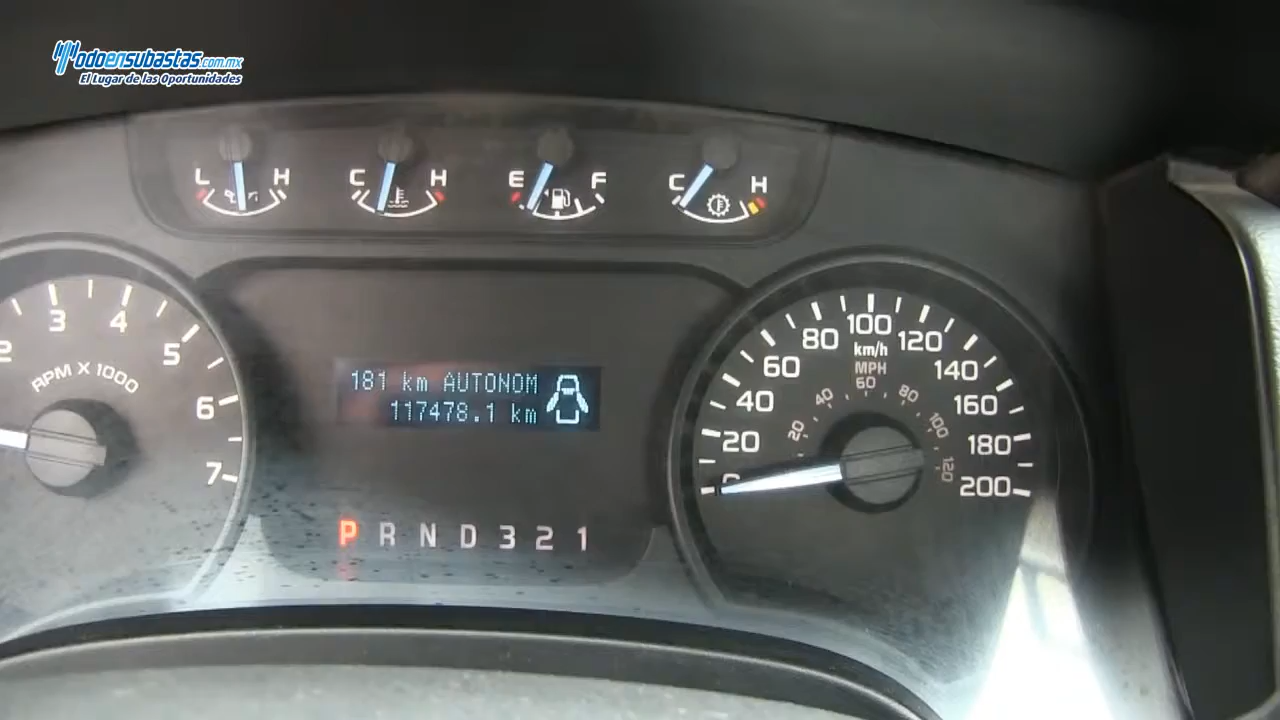 Todoensubastas.com.mx
El Lugar de las Oportunidades
L H C H E F C H
2 3 4 5 6 7
RPM X 1000
181 km AUTONOM
117478.1 km
P R N D 3 2 1
20 40 60 80 100 120 140 160 180 200
km/h
MPH
20 40 60 80 100 120